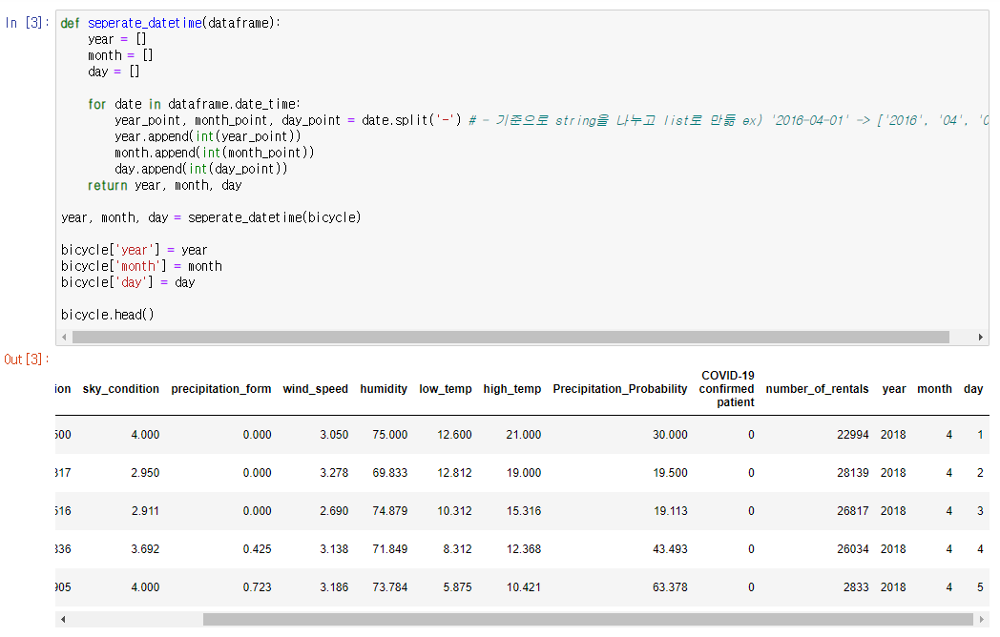 In [3]:
def seperate_datetime(dataframe):
    year = []
    month = []
    day = []

    for date in dataframe.date_time:
        year_point, month_point, day_point = date.split('-') # - 기준으로 string을 나누고 list로 만듦 ex) '2016-04-01' -> ['2016', '04', '0
        year.append(int(year_point))
        month.append(int(month_point))
        day.append(int(day_point))
    return year, month, day

year, month, day = seperate_datetime(bicycle)

bicycle['year'] = year
bicycle['month'] = month
bicycle['day'] = day

bicycle.head()
Out[3]:
ion sky_condition precipitation_form wind_speed humidity low_temp high_temp Precipitation_Probability COVID-19 confirmed patient number_of_rentals year month day
500 4.000 0.000 3.050 75.000 12.600 21.000 30.000 0 22994 2018 4 1
317 2.950 0.000 3.278 69.833 12.812 19.000 19.500 0 28139 2018 4 2
516 2.911 0.000 2.690 74.879 10.312 15.316 19.113 0 26817 2018 4 3
336 3.692 0.425 3.138 71.849 8.312 12.368 43.493 0 26034 2018 4 4
905 4.000 0.723 3.186 73.784 5.875 10.421 63.378 0 2833 2018 4 5